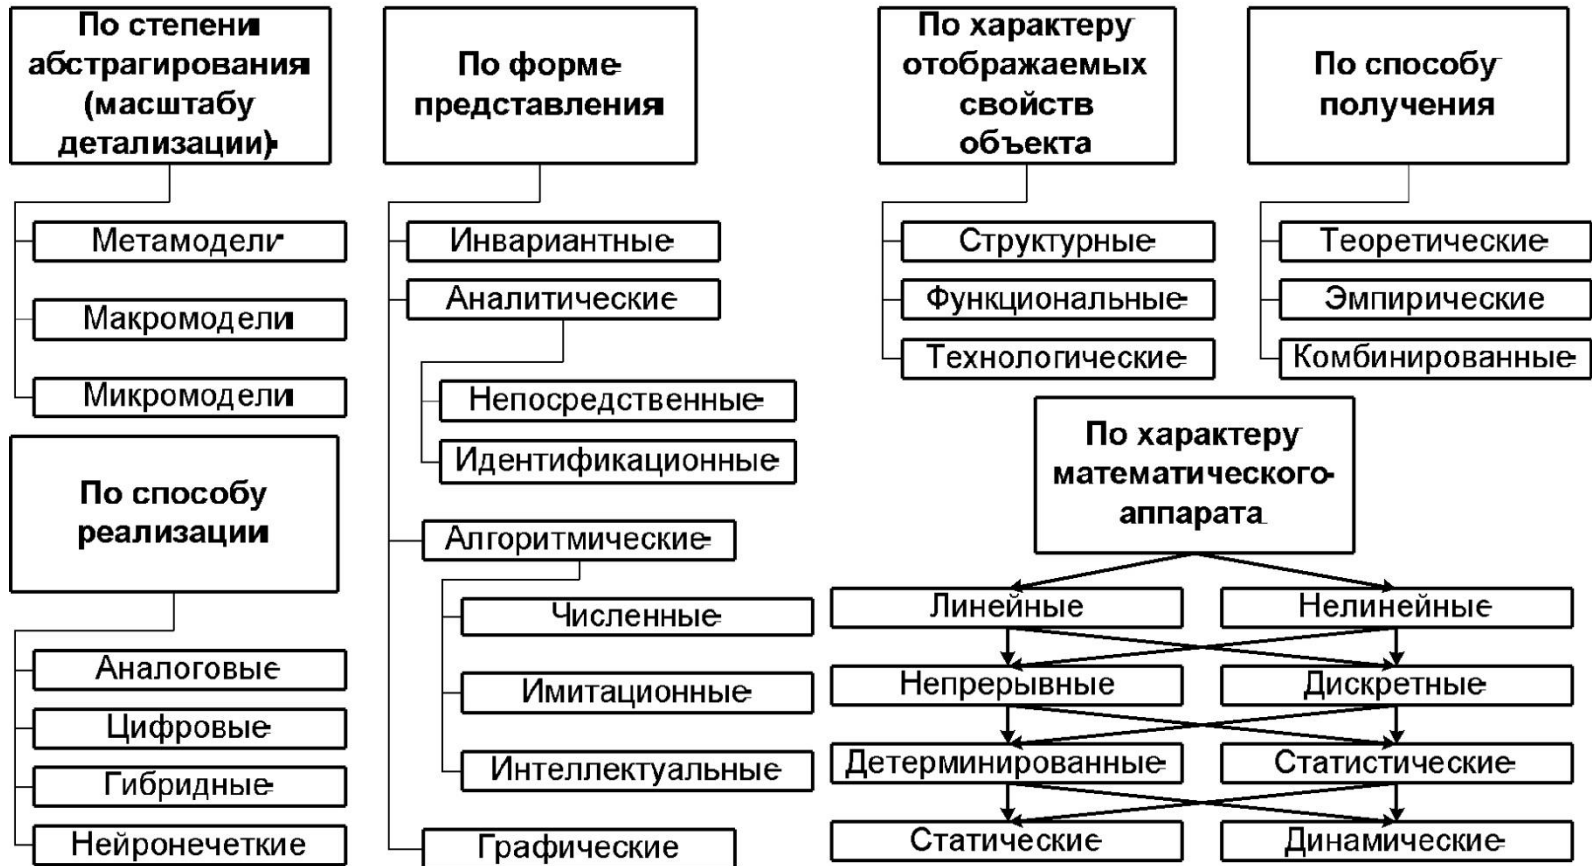 По степени
абстрагирования
(масштабу
детализации)
Метамодели
Макромодели
Микромодели
По способу
реализации
Аналоговые
Цифровые
Гибридные
Нейронечеткие
По форме
представления
Инвариантные
Аналитические
Непосредственные
Идентификационные
Алгоритмические
Численные
Имитационные
Интеллектуальные
Графические
По характеру
отображаемых
свойств
объекта
Структурные
Функциональные
Технологические
По способу
получения
Теоретические
Эмпирические
Комбинированные
По характеру
математического
аппарата
Линейные
Нелинейные
Непрерывные
Дискретные
Детерминированные
Статистические
Статические
Динамические